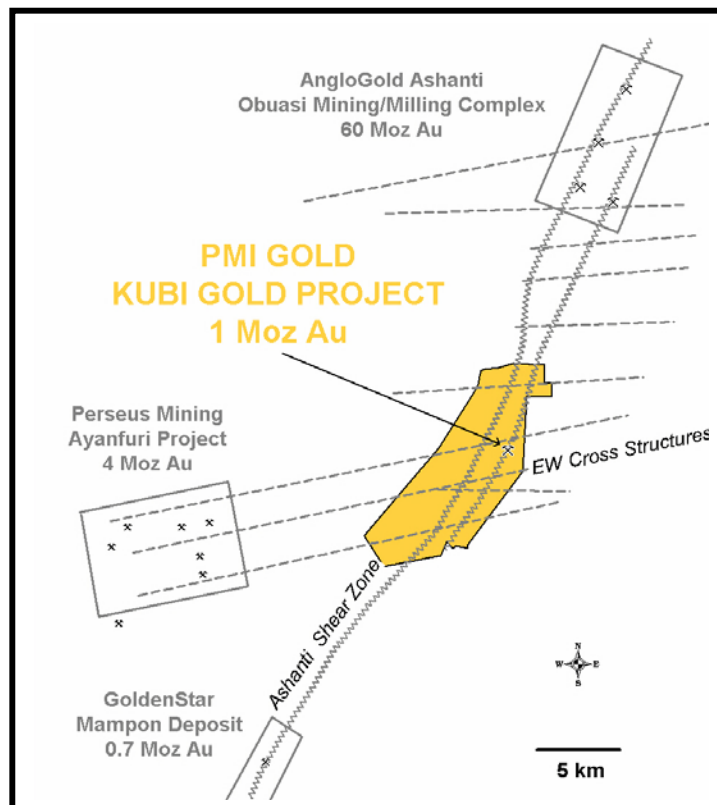 AngloGold Ashanti
Obuasi Mining/Milling Complex
60 Moz Au
PMI GOLD
KUBI GOLD PROJECT
1 Moz Au
Perseus Mining
Ayanfuri Project
4 Moz Au
EW Cross Structures
Ashanti Shear Zone
GoldenStar
Mampon Deposit
0.7 Moz Au
N
W E
S
5 km